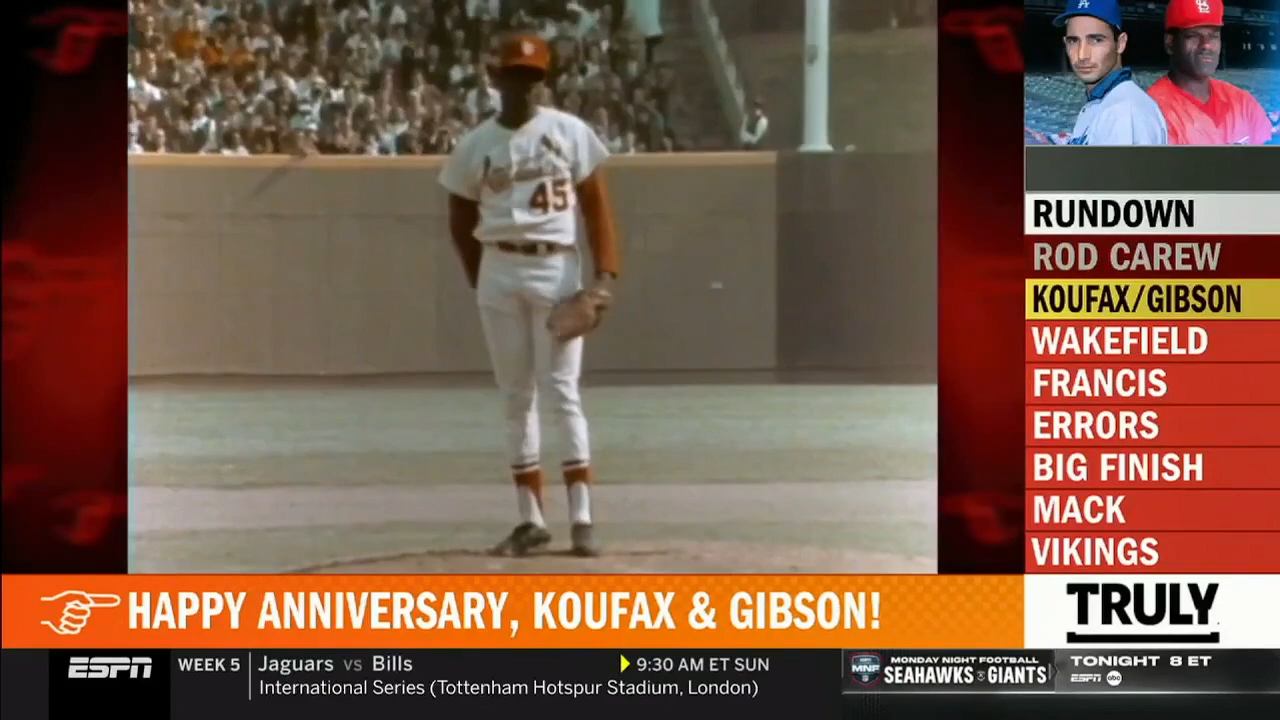 45
RUNDOWN
ROD CAREW
KOUFAX/GIBSON
WAKEFIELD
FRANCIS
ERRORS
BIG FINISH
MACK
VIKINGS
HAPPY ANNIVERSARY, KOUFAX & GIBSON!
TRULY
ESPN
WEEK 5
Jaguars vs Bills
9:30 AM ET SUN
International Series (Tottenham Hotspur Stadium, London)
MNF
MONDAY NIGHT FOOTBALL
SEAHAWKS GIANTS
TONIGHT 8 ET
ESPN abc